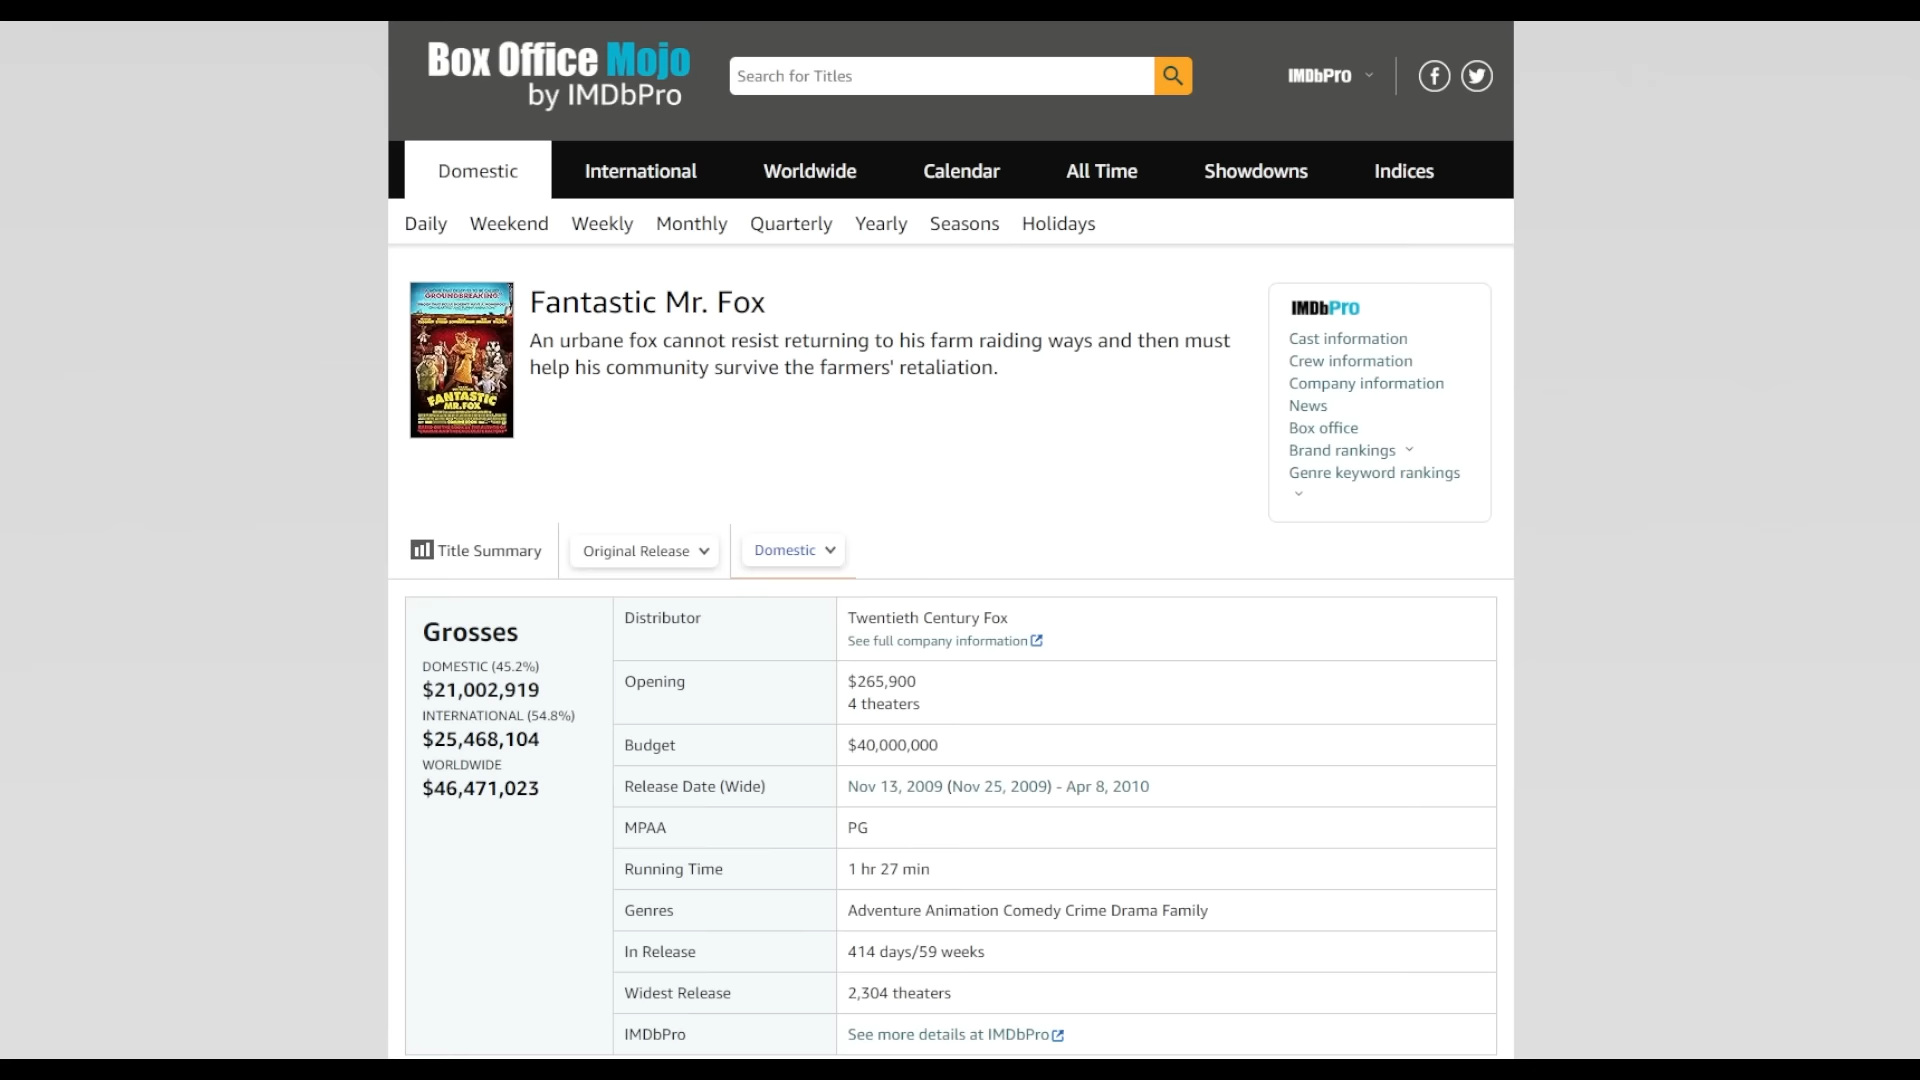 Box Office Mojo
by IMDbPro
Search for Titles
IMDbPro
Domestic
International
Worldwide
Calendar
All Time
Showdowns
Indices
Daily
Weekend
Weekly
Monthly
Quarterly
Yearly
Seasons
Holidays
GROUNDBREAKING
FANTASTIC
MR. FOX
Fantastic Mr. Fox
An urbane fox cannot resist returning to his farm raiding ways and then must
help his community survive the farmers' retaliation.
IMDbPro
Cast information
Crew information
Company information
News
Box office
Brand rankings
Genre keyword rankings
Title Summary
Original Release
Domestic
Grosses
DOMESTIC (45.2%)
$21,002,919
INTERNATIONAL (54.8%)
$25,468,104
WORLDWIDE
$46,471,023
Distributor
Twentieth Century Fox
See full company information
Opening
$265,900
4 theaters
Budget
$40,000,000
Release Date (Wide)
Nov 13, 2009 (Nov 25, 2009) - Apr 8, 2010
MPAA
PG
Running Time
1 hr 27 min
Genres
Adventure Animation Comedy Crime Drama Family
In Release
414 days/59 weeks
Widest Release
2,304 theaters
IMDbPro
See more details at IMDbPro